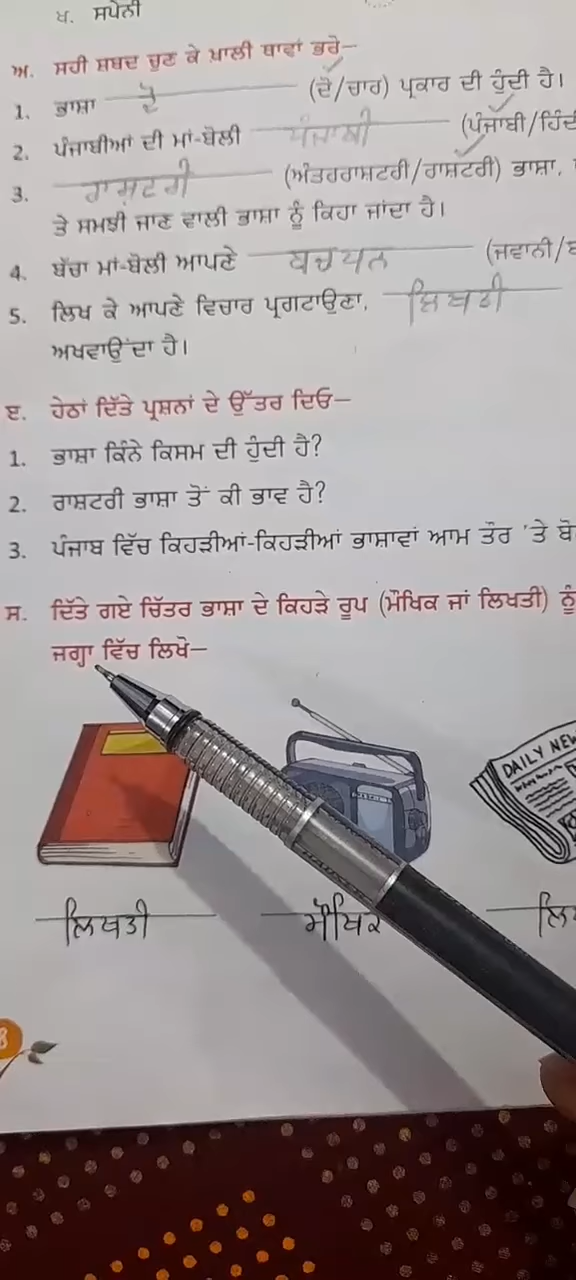 ਖ. ਸਪੇਨੀ
ਅ. ਸਹੀ ਸ਼ਬਦ ਚੁਣ ਕੇ ਖ਼ਾਲੀ ਥਾਵਾਂ ਭਰੋ—
1. ਭਾਸ਼ਾ ਦੋ (ਦੋ/ਚਾਰ) ਪ੍ਰਕਾਰ ਦੀ ਹੁੰਦੀ ਹੈ।
2. ਪੰਜਾਬੀਆਂ ਦੀ ਮਾਂ-ਬੋਲੀ ਪੰਜਾਬੀ (ਪੰਜਾਬੀ/ਹਿੰਦੀ
3. ਰਾਸ਼ਟਰੀ (ਅੰਤਰਰਾਸ਼ਟਰੀ/ਰਾਸ਼ਟਰੀ) ਭਾਸ਼ਾ,
ਤੇ ਸਮਝੀ ਜਾਣ ਵਾਲੀ ਭਾਸ਼ਾ ਨੂੰ ਕਿਹਾ ਜਾਂਦਾ ਹੈ।
4. ਬੱਚਾ ਮਾਂ-ਬੋਲੀ ਆਪਣੇ ਬਚਪਨ (ਜਵਾਨੀ/
5. ਲਿਖ ਕੇ ਆਪਣੇ ਵਿਚਾਰ ਪ੍ਰਗਟਾਉਣਾ, ਲਿਖਤੀ
ਅਖਵਾਉਂਦਾ ਹੈ।
ੲ. ਹੇਠਾਂ ਦਿੱਤੇ ਪ੍ਰਸ਼ਨਾਂ ਦੇ ਉੱਤਰ ਦਿਓ—
1. ਭਾਸ਼ਾ ਕਿੰਨੇ ਕਿਸਮ ਦੀ ਹੁੰਦੀ ਹੈ?
2. ਰਾਸ਼ਟਰੀ ਭਾਸ਼ਾ ਤੋਂ ਕੀ ਭਾਵ ਹੈ?
3. ਪੰਜਾਬ ਵਿੱਚ ਕਿਹੜੀਆਂ-ਕਿਹੜੀਆਂ ਭਾਸ਼ਾਵਾਂ ਆਮ ਤੌਰ 'ਤੇ ਬੋ
ਸ. ਦਿੱਤੇ ਗਏ ਚਿੱਤਰ ਭਾਸ਼ਾ ਦੇ ਕਿਹੜੇ ਰੂਪ (ਮੌਖਿਕ ਜਾਂ ਲਿਖਤੀ) ਨੂੰ
ਜਗ੍ਹਾ ਵਿੱਚ ਲਿਖੋ—
DAILY NEW
ਲਿਖਤੀ ਮੌਖਿਕ ਲਿ
8